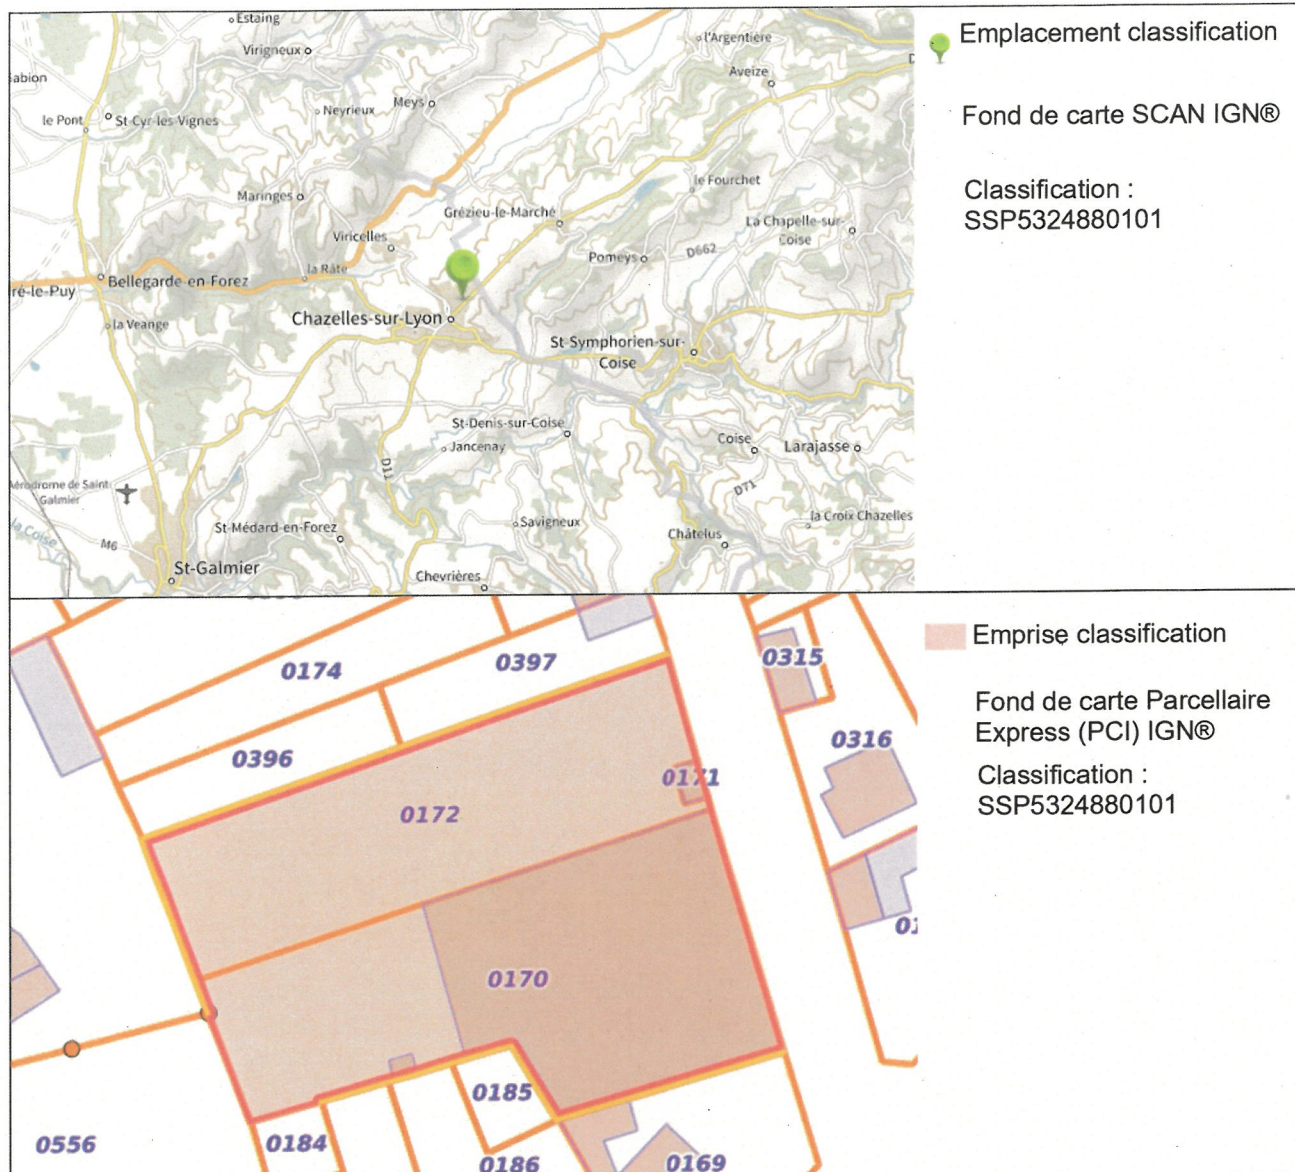 Estaing
Virigneux
l'Argentière
Aveize
Meys
Neyrieux
le Pont
St-Cyr-les-Vignes
Maringes
le Fourchet
Grézieu-le-Marché
La Chapelle-sur-
Coise
Viricelles
Pomeys
D662
la Râte
Bellegarde-en-Forez
ré-le-Puy
la Veange
Chazelles-sur-Lyon
St-Symphorien-sur-
Coise
St-Denis-sur-Coise
Jancenay
Coise
Larajasse
D11
D71
Aérodrome de Saint-
Galmier
la Coise
M6
St-Médard-en-Forez
Savigneux
la Croix Chazelles
Châtelus
St-Galmier
Chevrières
Emplacement classification
Fond de carte SCAN IGN®
Classification :
SSP5324880101
0174
0397
0315
0396
0316
0171
0172
0170
0185
0184
0556
0186
0169
Emprise classification
Fond de carte Parcellaire
Express (PCI) IGN®
Classification :
SSP5324880101